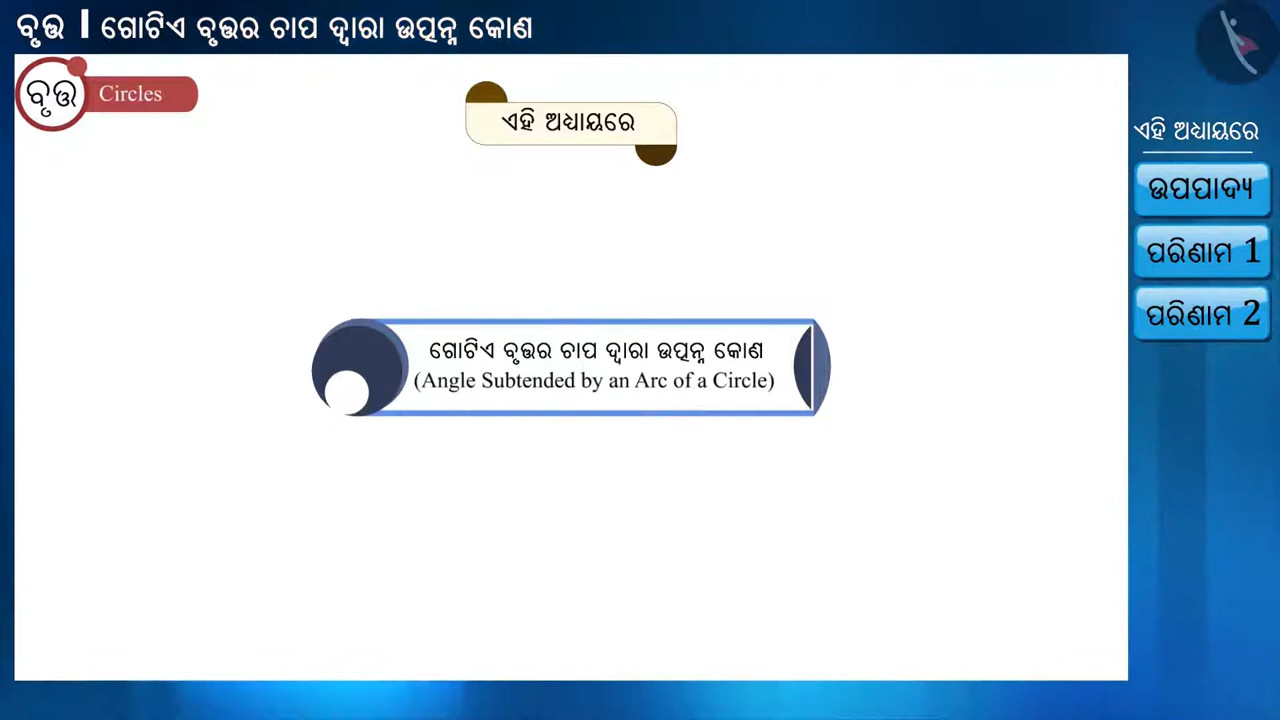 ବୃତ୍ତ । ଗୋଟିଏ ବୃତ୍ତର ଚାପ ଦ୍ଵାରା ଉତ୍ପନ୍ନ କୋଣ
ବୃତ୍ତ Circles
ଏହି ଅଧ୍ୟାୟରେ
ଗୋଟିଏ ବୃତ୍ତର ଚାପ ଦ୍ଵାରା ଉତ୍ପନ୍ନ କୋଣ
(Angle Subtended by an Arc of a Circle)
ଏହି ଅଧ୍ୟାୟରେ
ଉପପାଦ୍ୟ
ପରିଣାମ 1
ପରିଣାମ 2